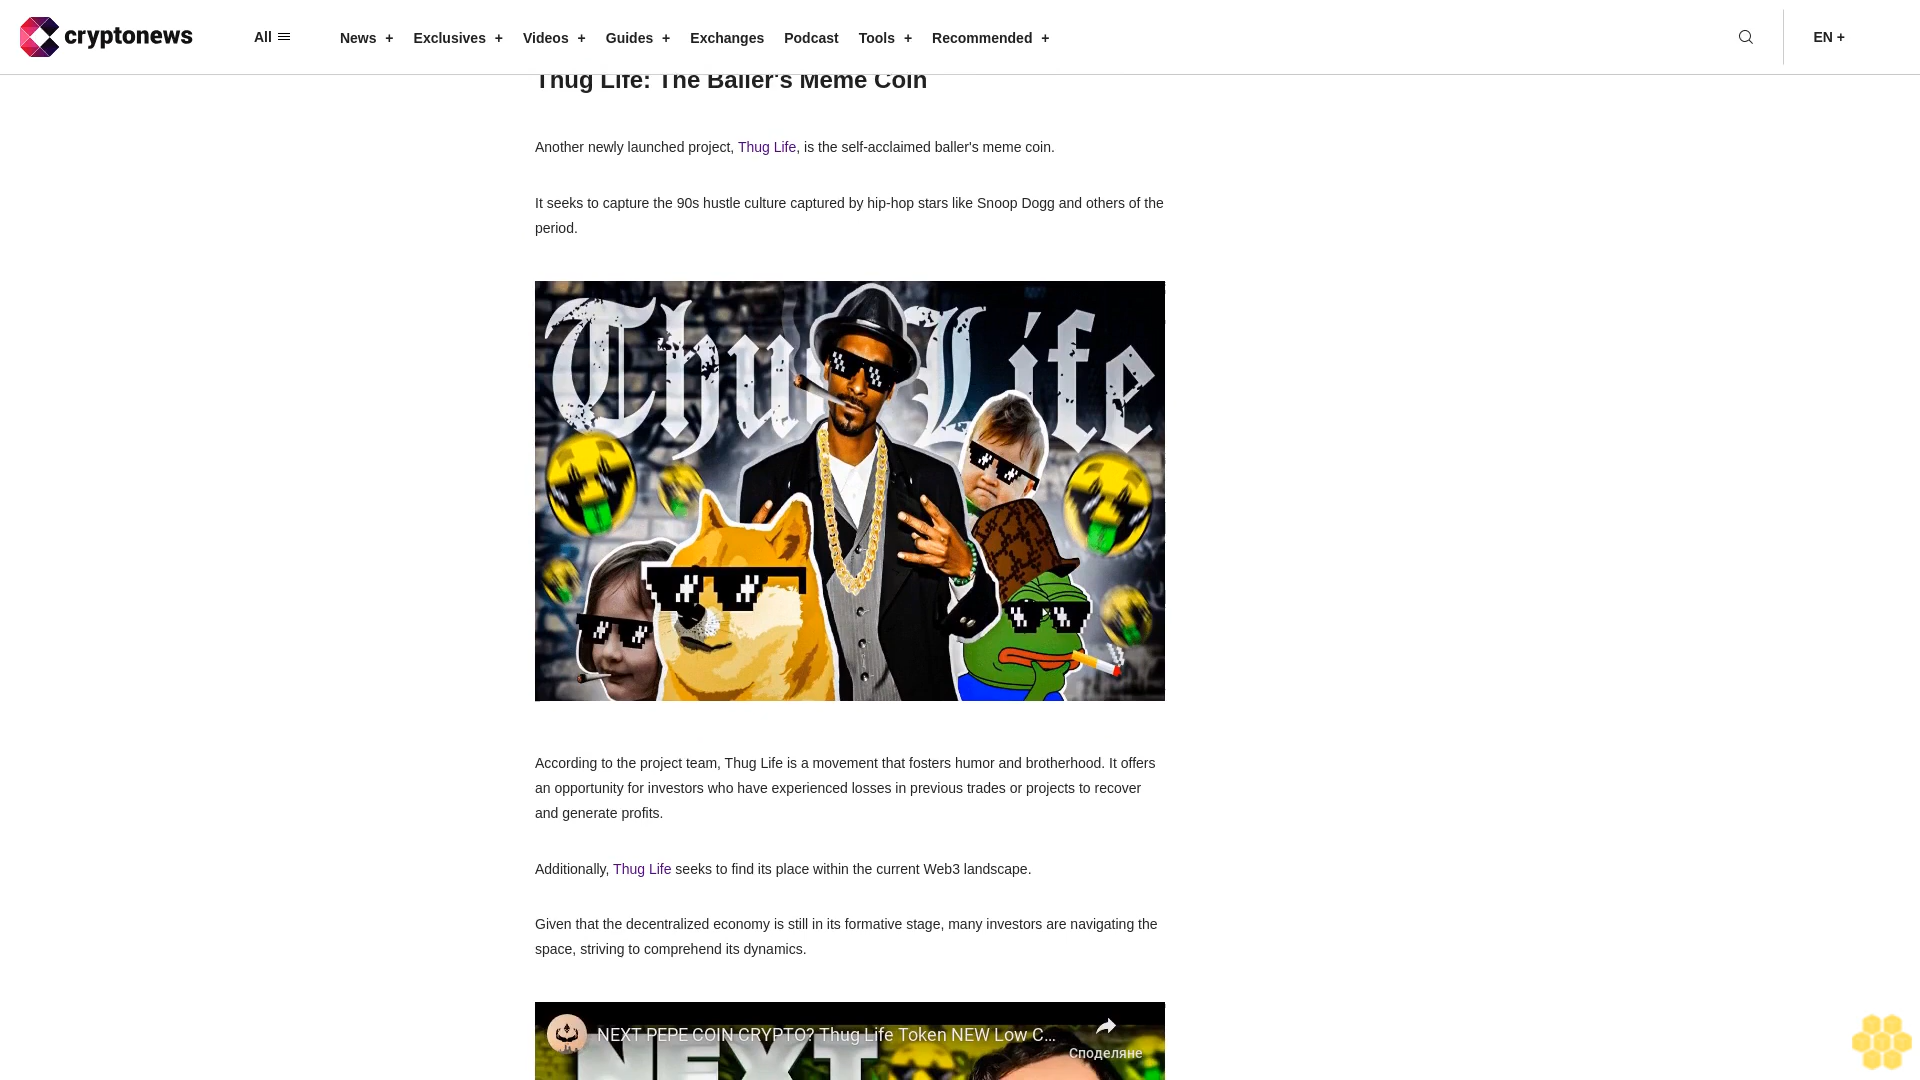 cryptonews
All
News +
Exclusives +
Videos +
Guides +
Exchanges
Podcast
Tools +
Recommended +
EN +
Thug Life: The Baller's Meme Coin
Another newly launched project, Thug Life, is the self-acclaimed baller's meme coin.
It seeks to capture the 90s hustle culture captured by hip-hop stars like Snoop Dogg and others of the
period.
Thug Life
According to the project team, Thug Life is a movement that fosters humor and brotherhood. It offers
an opportunity for investors who have experienced losses in previous trades or projects to recover
and generate profits.
Additionally, Thug Life seeks to find its place within the current Web3 landscape.
Given that the decentralized economy is still in its formative stage, many investors are navigating the
space, striving to comprehend its dynamics.
NEXT PEPE COIN CRYPTO? Thug Life Token NEW Low C...
Споделяне
NEXT